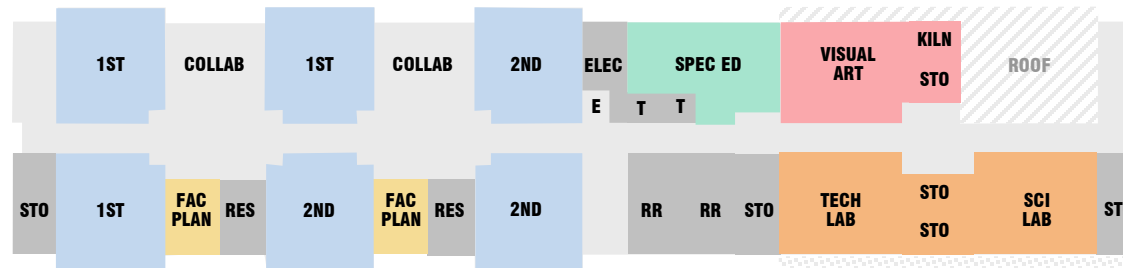 1ST
COLLAB
1ST
COLLAB
2ND
ELEC
SPEC ED
VISUAL
ART
KILN
STO
ROOF
E
T
T
STO
1ST
FAC
PLAN
RES
2ND
FAC
PLAN
RES
2ND
RR
RR
STO
TECH
LAB
STO
STO
SCI
LAB
ST